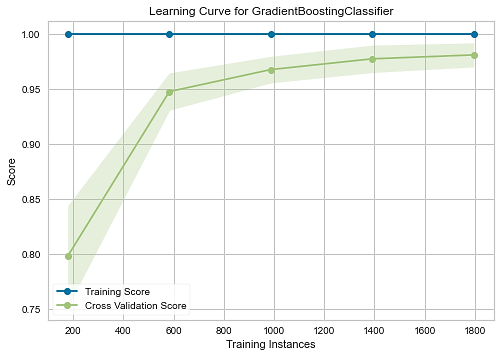 Learning Curve for GradientBoostingClassifier
1.00
0.95
0.90
0.85
0.80
0.75
Score
Training Score
Cross Validation Score
200 400 600 800 1000 1200 1400 1600 1800
Training Instances